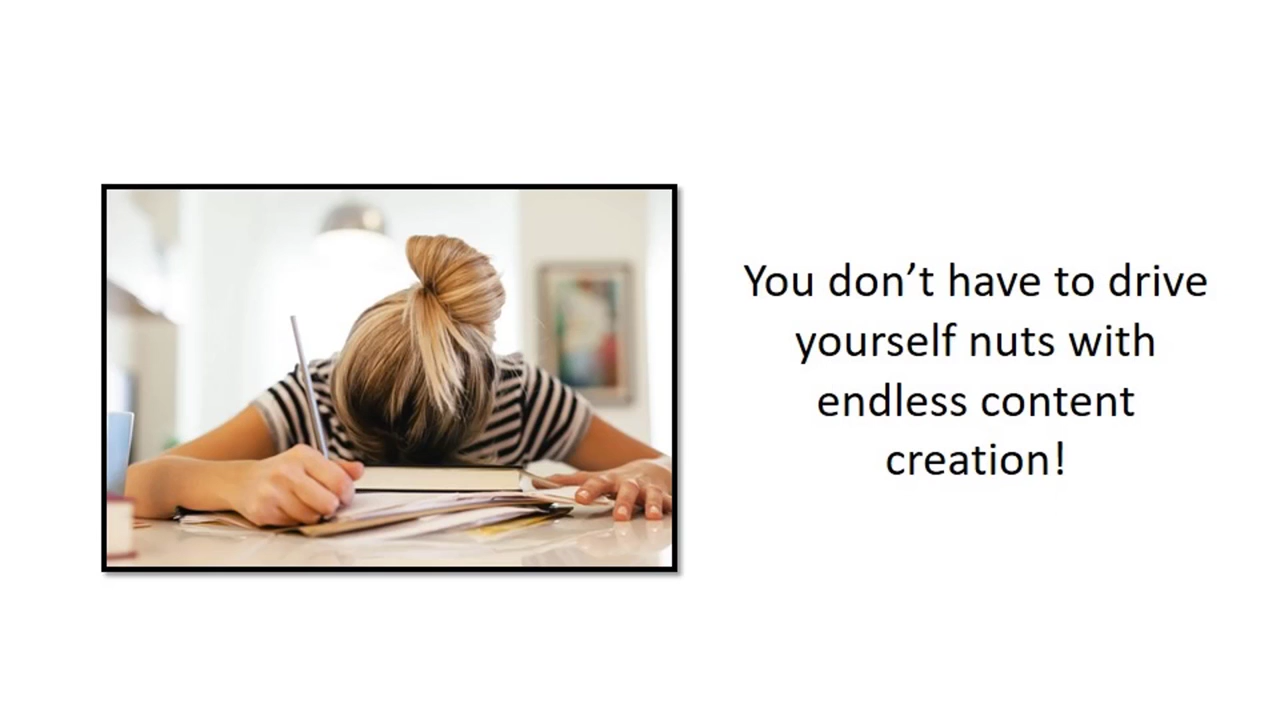 You don’t have to drive
yourself nuts with
endless content
creation!